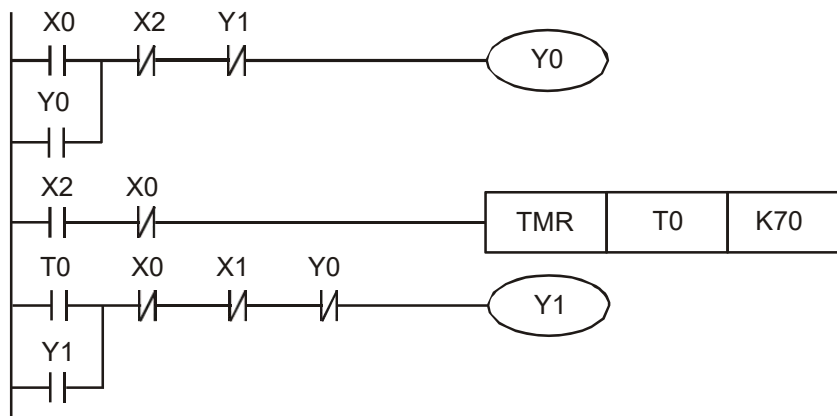 X0 X2 Y1
Y0
Y0
X2 X0
TMR T0 K70
T0 X0 X1 Y0
Y1
Y1